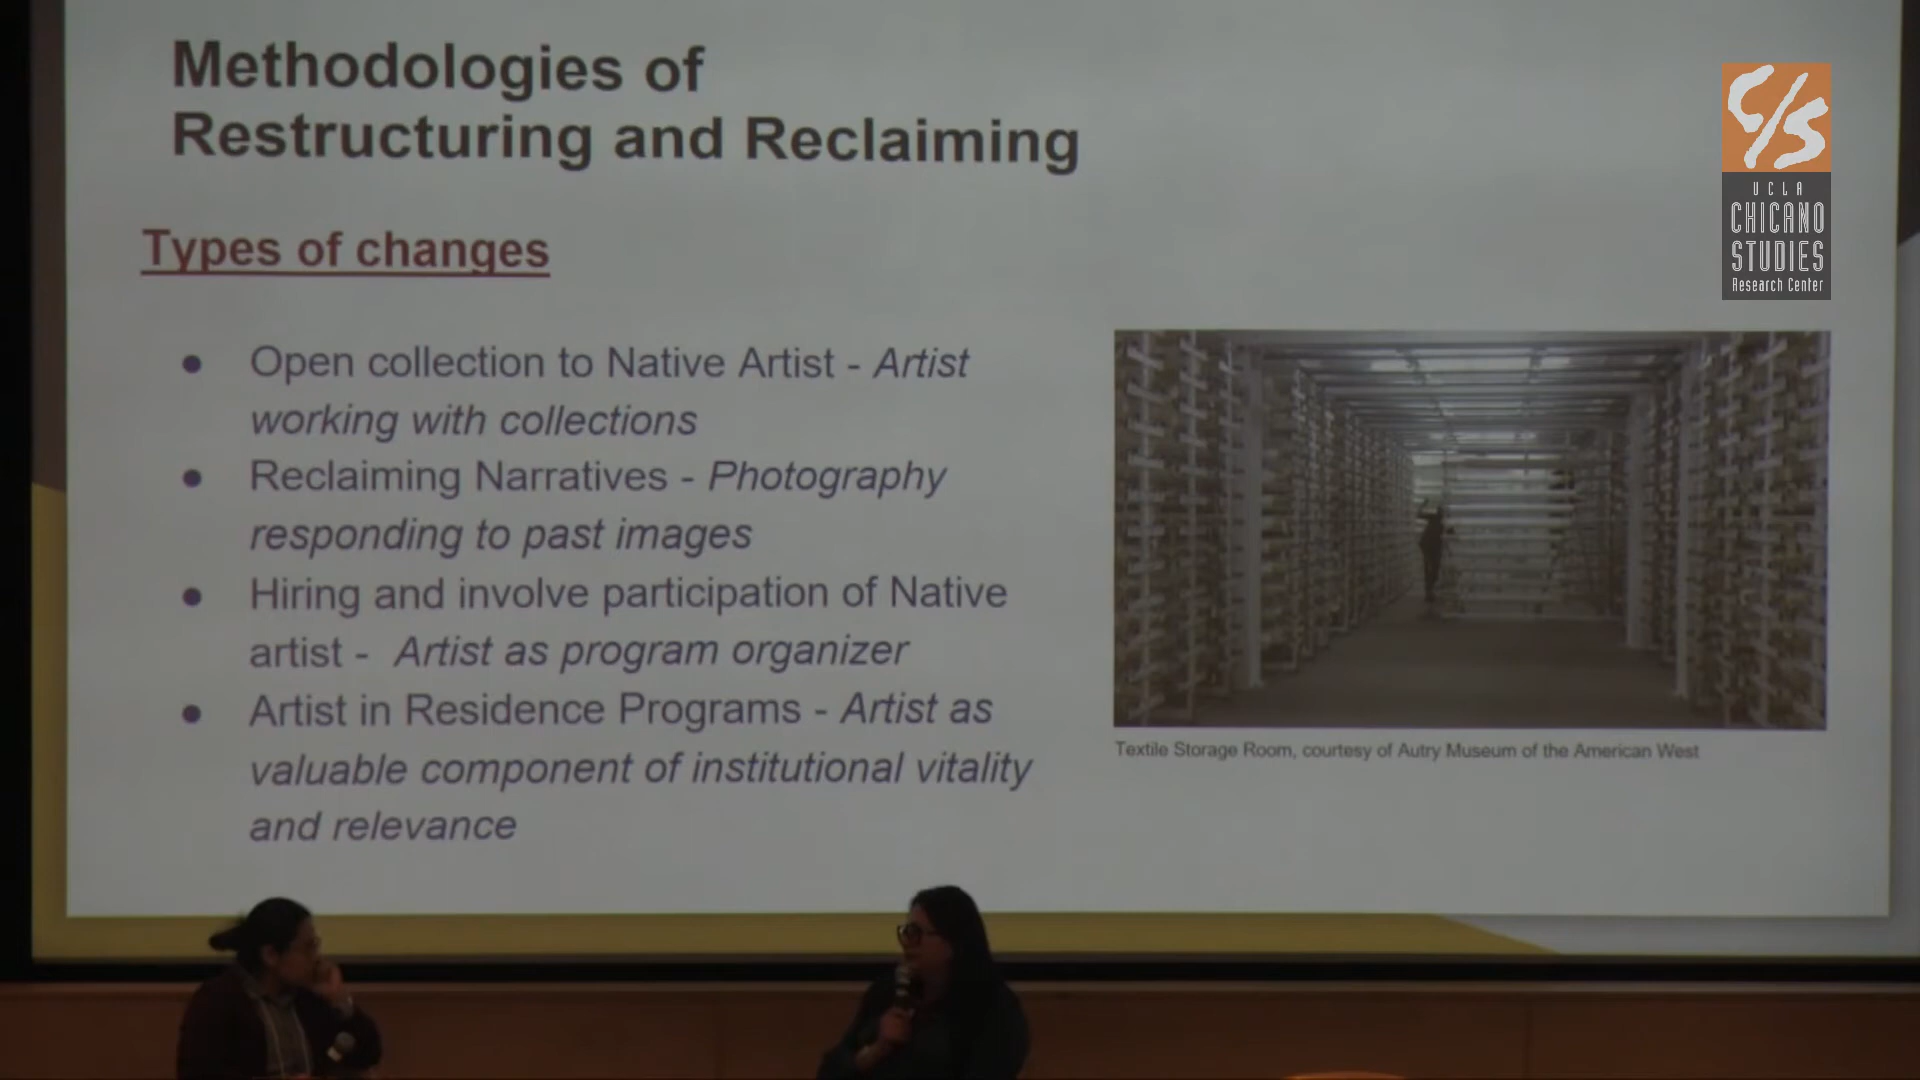 Methodologies of
Restructuring and Reclaiming
Types of changes
● Open collection to Native Artist - Artist
working with collections
● Reclaiming Narratives - Photography
responding to past images
● Hiring and involve participation of Native
artist - Artist as program organizer
● Artist in Residence Programs - Artist as
valuable component of institutional vitality
and relevance
Textile Storage Room, courtesy of Autry Museum of the American West
C/S
UCLA
CHICANO
STUDIES
Research Center